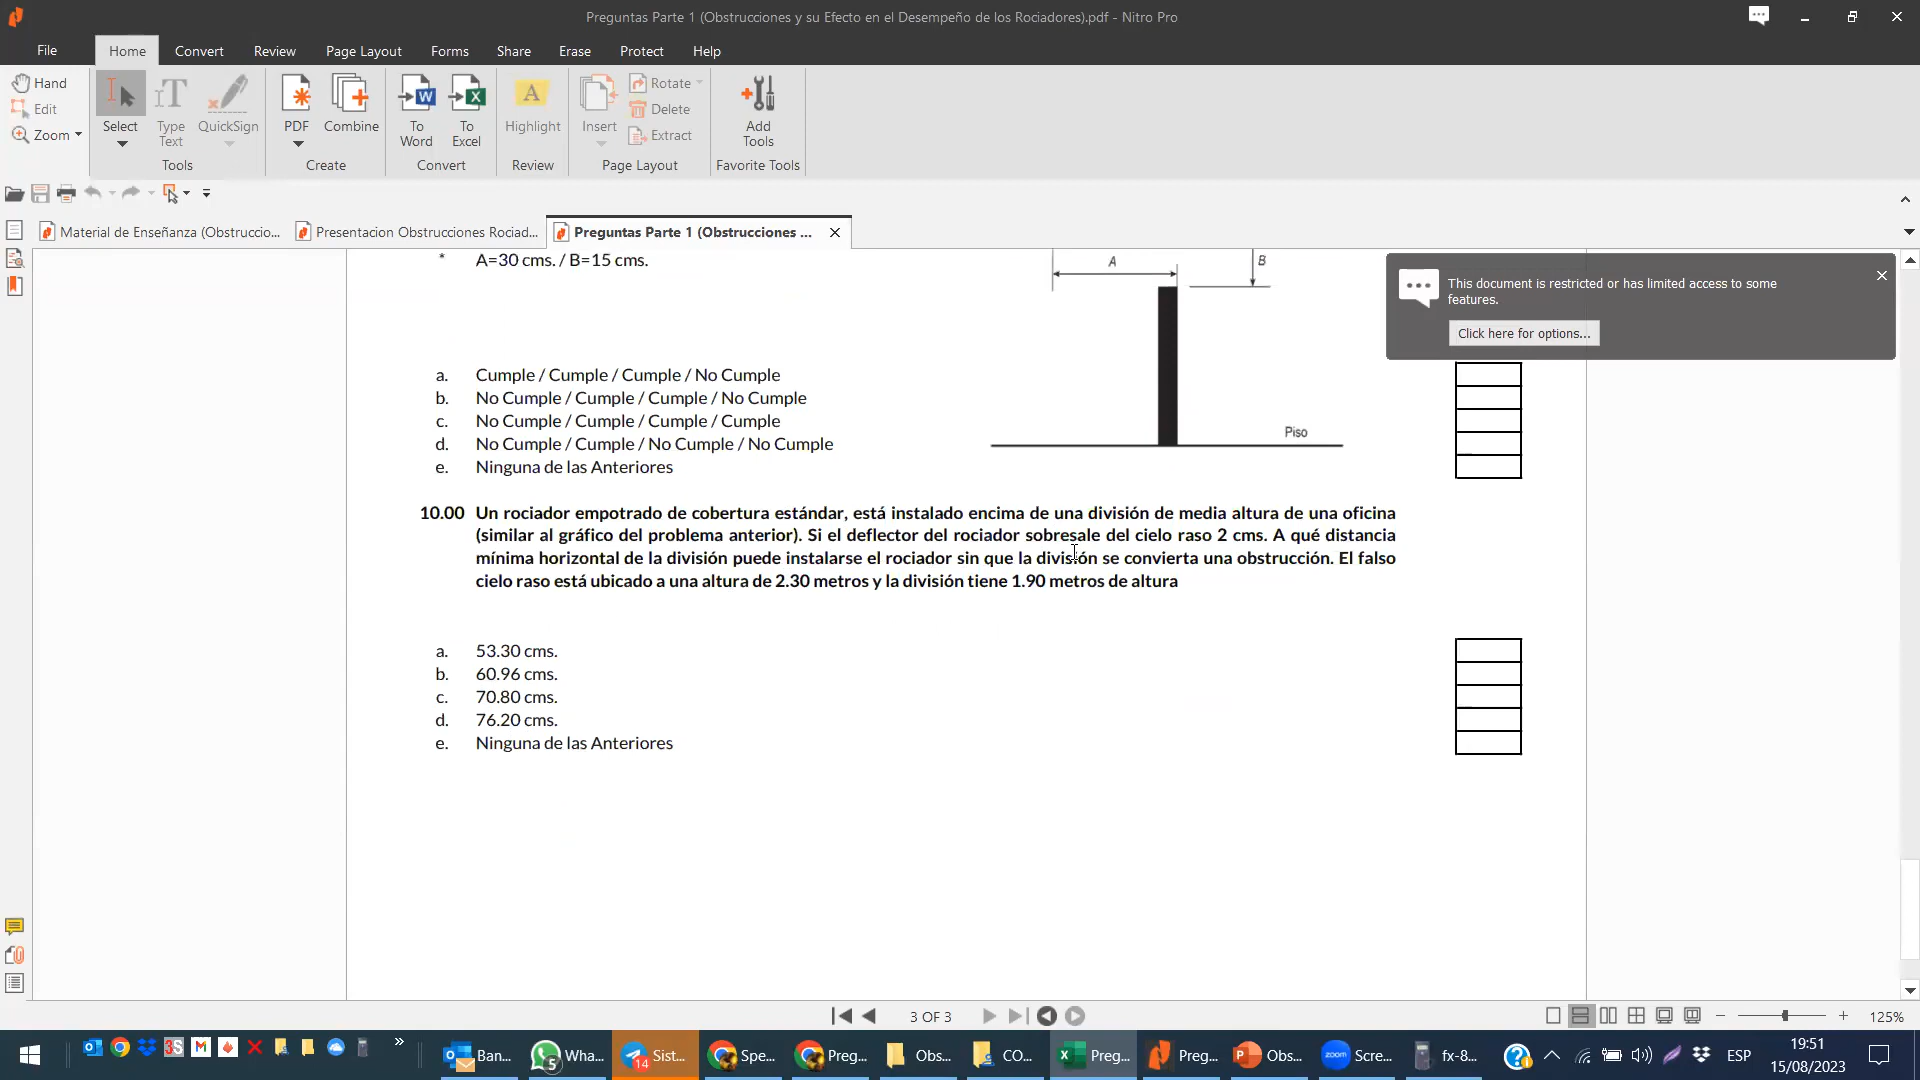 Preguntas Parte 1 (Obstrucciones y su Efecto en el Desempeño de los Rociadores).pdf - Nitro Pro
File
Home
Convert
Review
Page Layout
Forms
Share
Erase
Protect
Help
Hand
Edit
Zoom
Select
Type Text
QuickSign
Tools
PDF
Combine
Create
To Word
To Excel
Convert
Highlight
Review
Insert
Rotate
Delete
Extract
Page Layout
Add Tools
Favorite Tools
Material de Enseñanza (Obstruccio...
Presentacion Obstrucciones Rociad...
Preguntas Parte 1 (Obstrucciones ...
This document is restricted or has limited access to some
features.
Click here for options...
* A=30 cms. / B=15 cms.
A
B
Piso
a. Cumple / Cumple / Cumple / No Cumple
b. No Cumple / Cumple / Cumple / No Cumple
c. No Cumple / Cumple / Cumple / Cumple
d. No Cumple / Cumple / No Cumple / No Cumple
e. Ninguna de las Anteriores
10.00 Un rociador empotrado de cobertura estándar, está instalado encima de una división de media altura de una oficina
(similar al gráfico del problema anterior). Si el deflector del rociador sobresale del cielo raso 2 cms. A qué distancia
mínima horizontal de la división puede instalarse el rociador sin que la división se convierta una obstrucción. El falso
cielo raso está ubicado a una altura de 2.30 metros y la división tiene 1.90 metros de altura
a. 53.30 cms.
b. 60.96 cms.
c. 70.80 cms.
d. 76.20 cms.
e. Ninguna de las Anteriores
3 OF 3
125%
Ban...
5
Wha...
14
Sist...
Spe...
Preg...
Obs...
CO...
Preg...
Preg...
Obs...
zoom
Scre...
fx-8...
ESP
19:51
15/08/2023